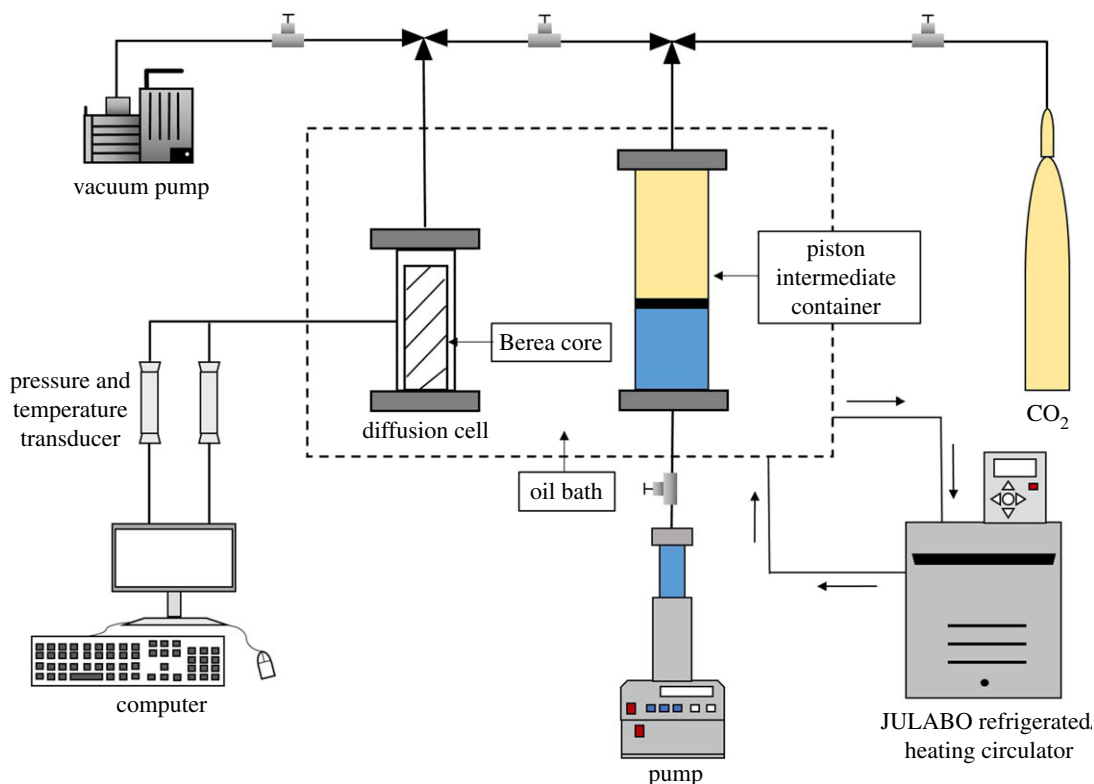 vacuum pump
piston
intermediate
container
Berea core
pressure and
temperature
transducer
diffusion cell
CO₂
oil bath
computer
JULABO refrigerated/
heating circulator
pump